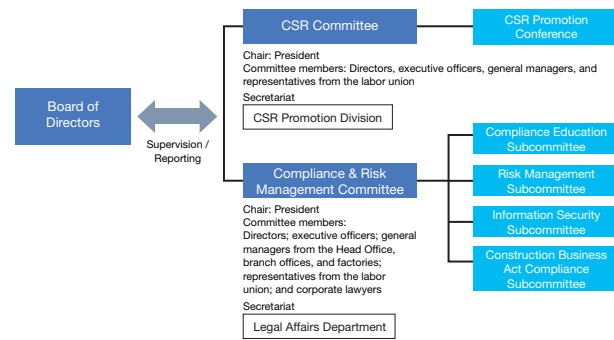 Board of
Directors
Supervision /
Reporting
CSR Committee
Chair: President
Committee members: Directors, executive officers, general managers, and
representatives from the labor union
Secretariat
CSR Promotion Division
CSR Promotion
Conference
Compliance & Risk
Management Committee
Chair: President
Committee members:
Directors; executive officers; general
managers from the Head Office,
branch offices, and factories;
representatives from the labor
union; and corporate lawyers
Secretariat
Legal Affairs Department
Compliance Education
Subcommittee
Risk Management
Subcommittee
Information Security
Subcommittee
Construction Business
Act Compliance
Subcommittee